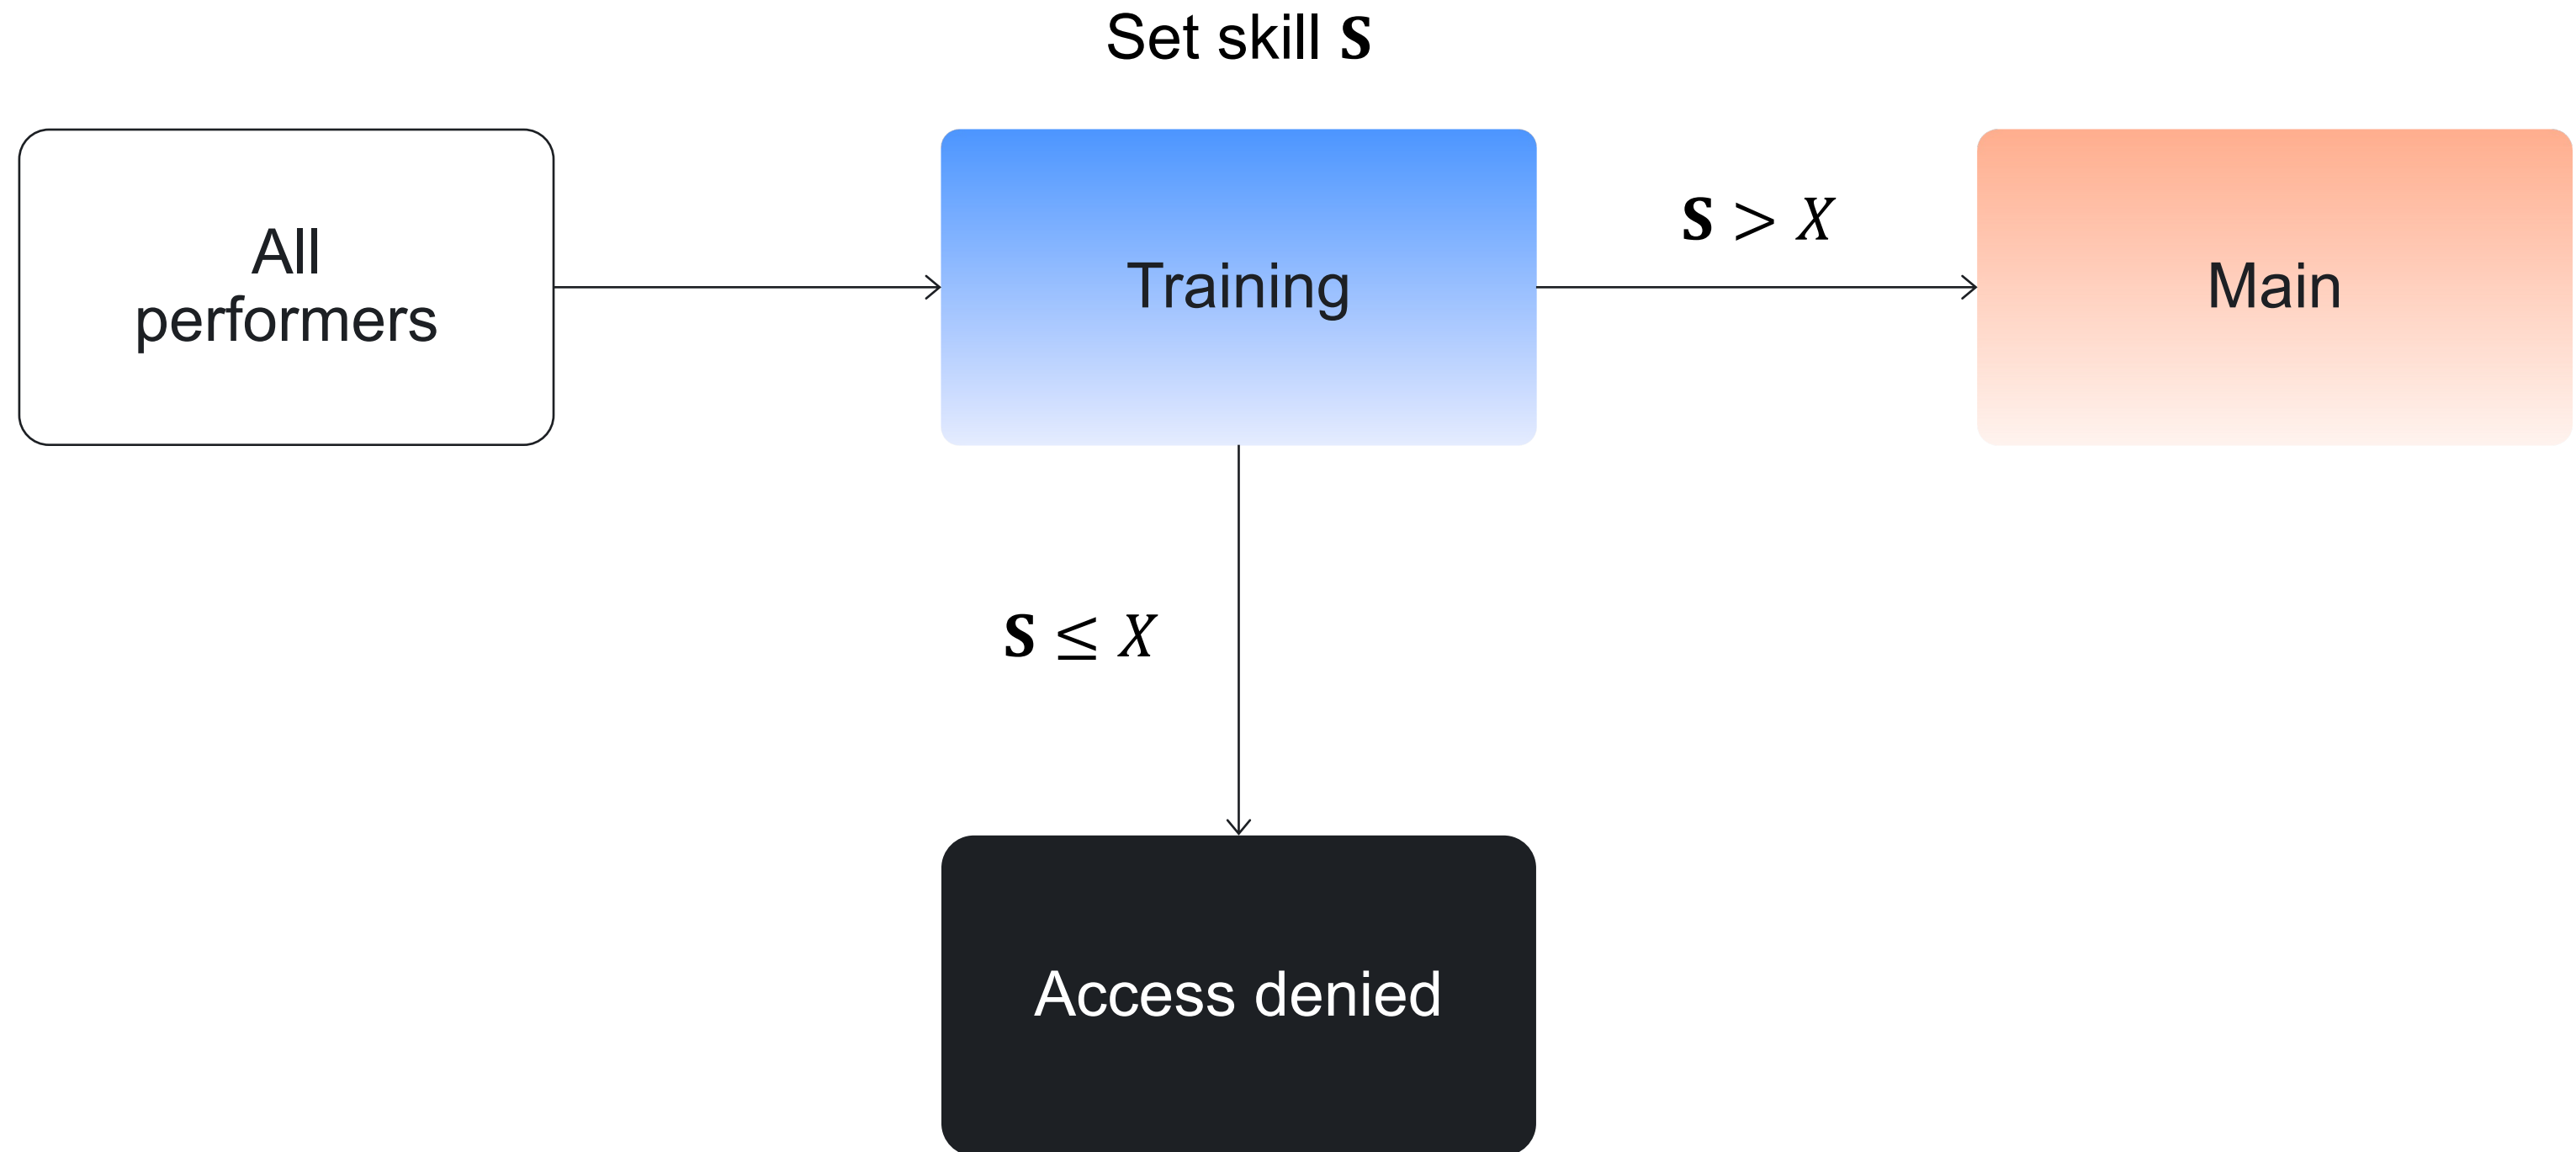 Set skill s
All
performers
Training
s > x
Main
s ≤ x
Access denied